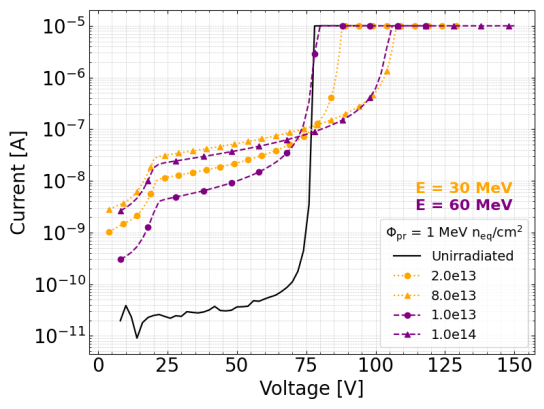 10⁻⁵
10⁻⁶
10⁻⁷
10⁻⁸
10⁻⁹
10⁻¹⁰
10⁻¹¹
Current [A]
E = 30 MeV
E = 60 MeV
Φpr = 1 MeV neq/cm²
Unirradiated
2.0e13
8.0e13
1.0e13
1.0e14
0 25 50 75 100 125 150
Voltage [V]